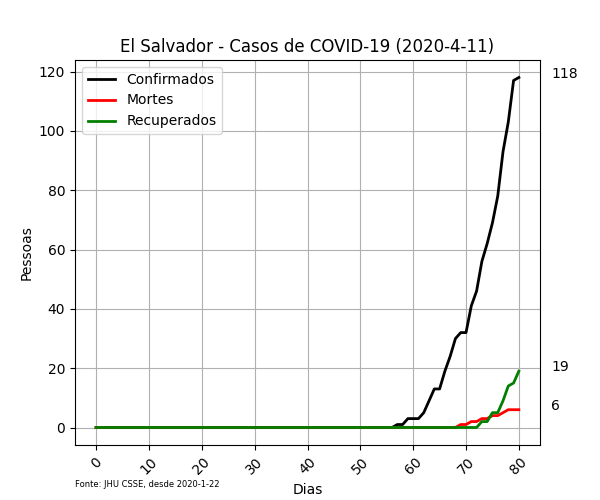 El Salvador - Casos de COVID-19 (2020-4-11)
Confirmados
Mortes
Recuperados
Pessoas
120
100
80
60
40
20
0
118
19
6
0 10 20 30 40 50 60 70 80
Dias
Fonte: JHU CSSE, desde 2020-1-22